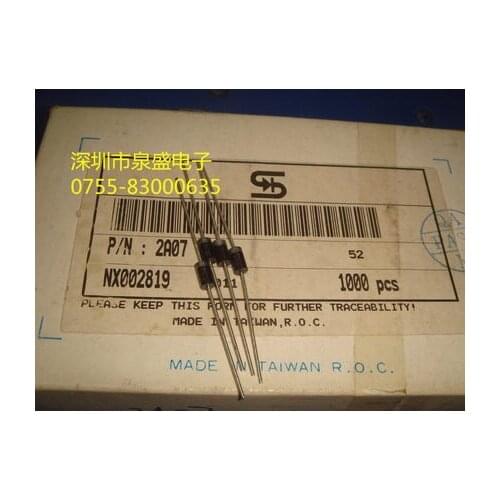 深圳市泉盛电子
0755-83000635
P/N : 2A07
52
NX002819
011
1000 pcs
PLEASE KEEP THIS FORM FOR FURTHER TRACEABILITY!
MADE IN TAIWAN,R.O.C.
MADE IN TAIWAN R.O.C.